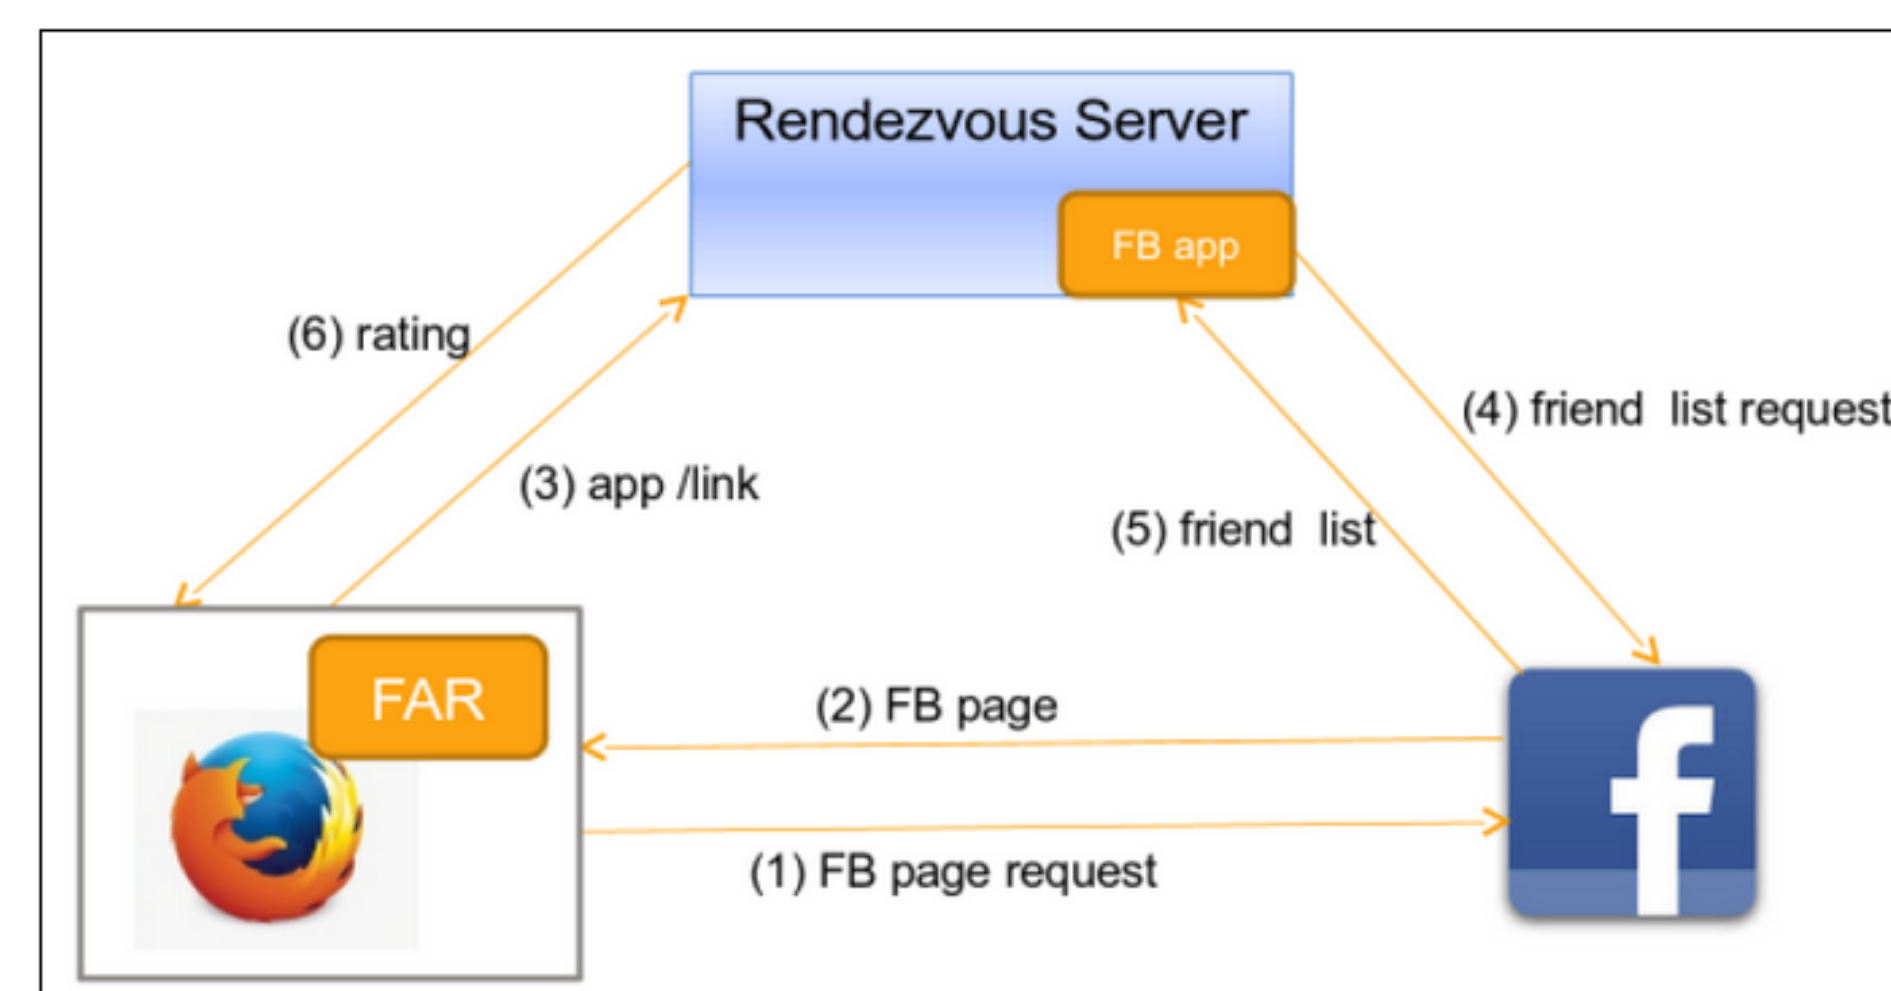 Rendezvous Server
FB app
(6) rating
(4) friend list request
(3) app /link
(5) friend list
FAR
(2) FB page
(1) FB page request
f